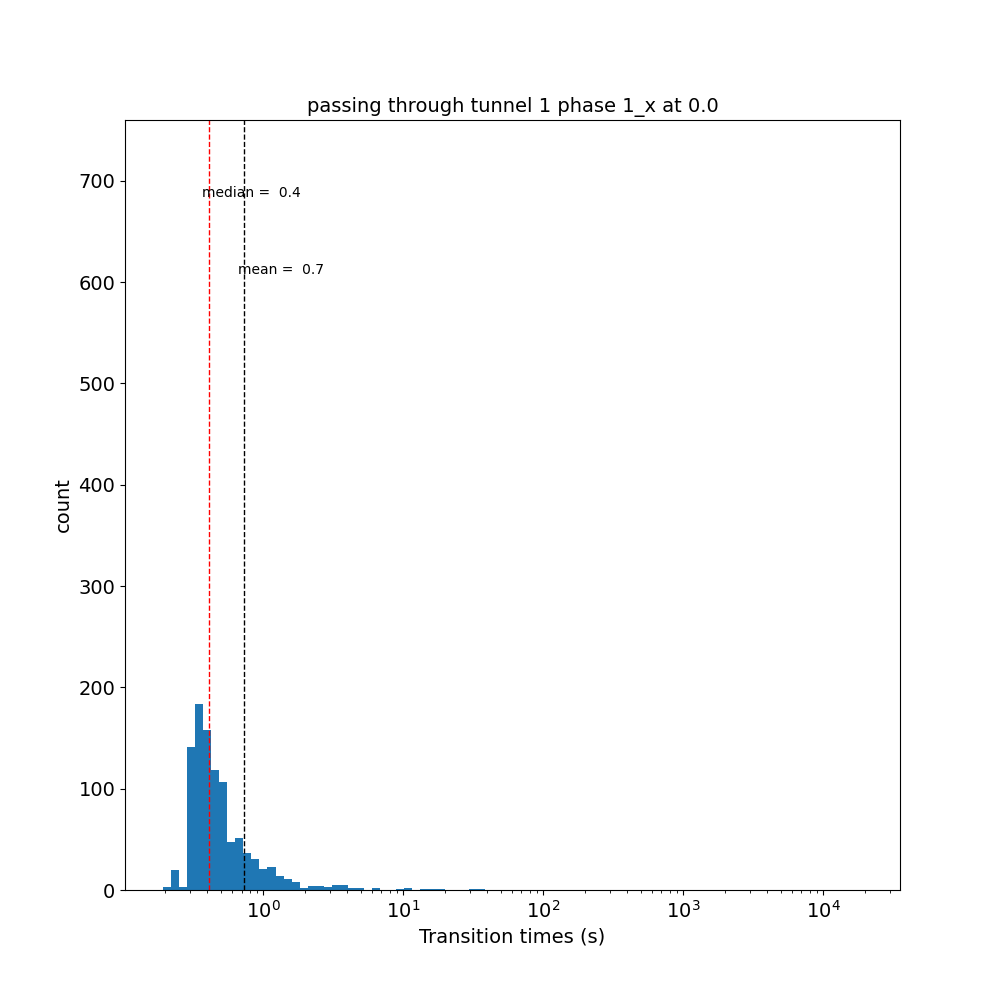 passing through tunnel 1 phase 1_x at 0.0
700
median =  0.4
mean =  0.7
600
500
400
count
300
200
100
0
10⁰ 10¹ 10² 10³ 10⁴
Transition times (s)